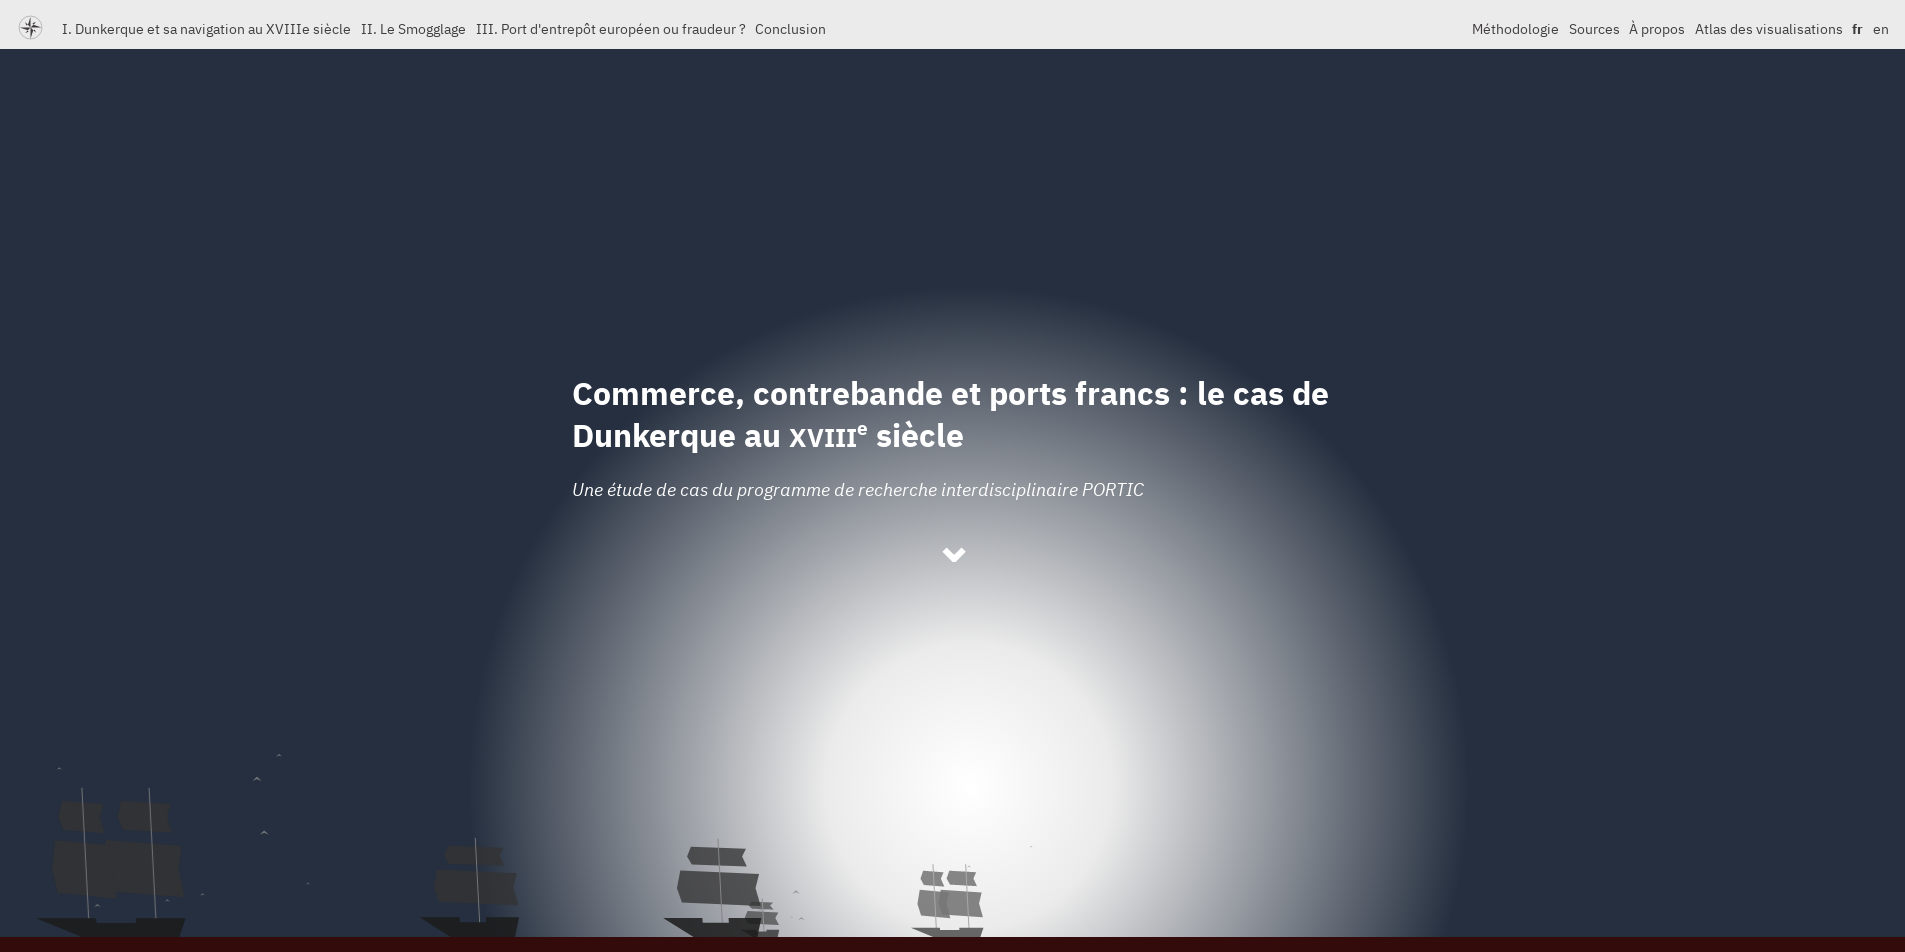 I. Dunkerque et sa navigation au XVIIIe siècle II. Le Smogglage III. Port d'entrepôt européen ou fraudeur ? Conclusion
Méthodologie Sources À propos Atlas des visualisations fr en
Commerce, contrebande et ports francs : le cas de
Dunkerque au XVIIIe siècle
Une étude de cas du programme de recherche interdisciplinaire PORTIC